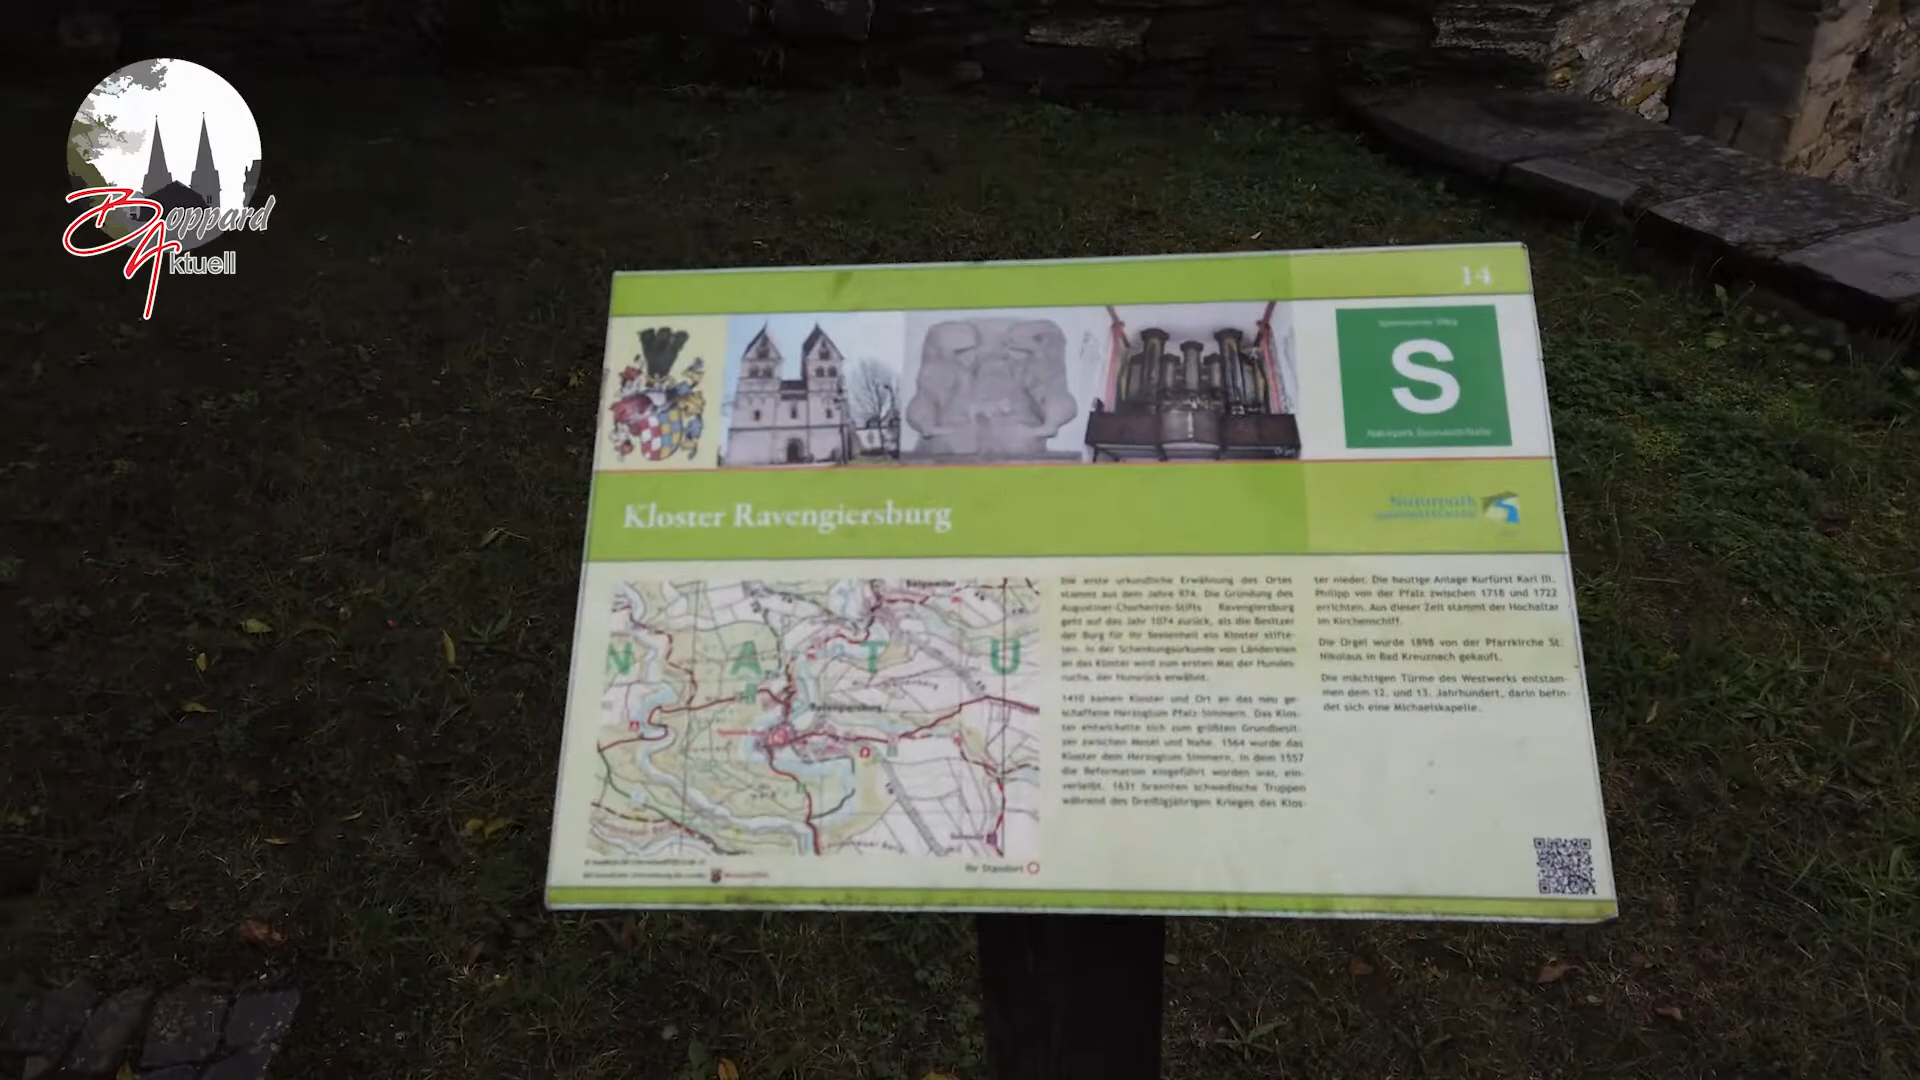 Boppard
Aktuell
14
S
Kloster Ravengiersburg
Naturpark
N A T U
Ravengiersburg
Ihr Standort
Die erste urkundliche Erwähnung des Ortes
stammt aus dem Jahre 974. Die Gründung des
Augustiner-Chorherren-Stifts Ravengiersburg
geht auf das Jahr 1074 zurück, als die Besitzer
der Burg für ihr Seelenheil ein Kloster stifte-
ten. In der Schenkungsurkunde von Ländereien
an das Kloster wird zum ersten Mal der Hundes-
rucha, der Hunsrück erwähnt.
1410 kamen Kloster und Ort an das neu ge-
schaffene Herzogtum Pfalz-Simmern. Das Klos-
ter entwickelte sich zum größten Grundbesit-
zer zwischen Mosel und Nahe. 1564 wurde das
Kloster dem Herzogtum Simmern, in dem 1557
die Reformation eingeführt worden war, ein-
verleibt. 1631 brannten schwedische Truppen
während des Dreißigjährigen Krieges das Klos-
ter nieder. Die heutige Anlage Kurfürst Karl III.
Philipp von der Pfalz zwischen 1718 und 1722
errichten. Aus dieser Zeit stammt der Hochaltar
im Kirchenschiff.
Die Orgel wurde 1898 von der Pfarrkirche St.
Nikolaus in Bad Kreuznach gekauft.
Die mächtigen Türme des Westwerks entstam-
men dem 12. und 13. Jahrhundert, darin befin-
det sich eine Michaelskapelle.